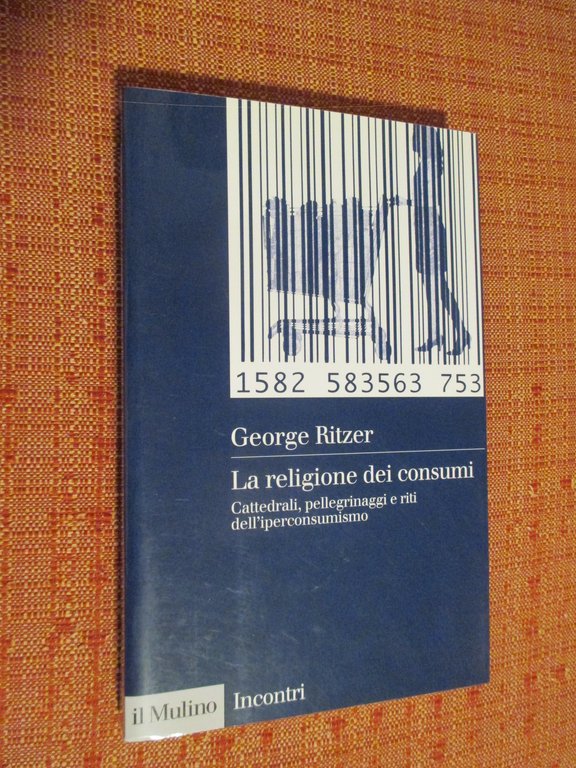 1582 583563 753
George Ritzer
La religione dei consumi
Cattedrali, pellegrinaggi e riti
dell'iperconsumismo
il Mulino
Incontri